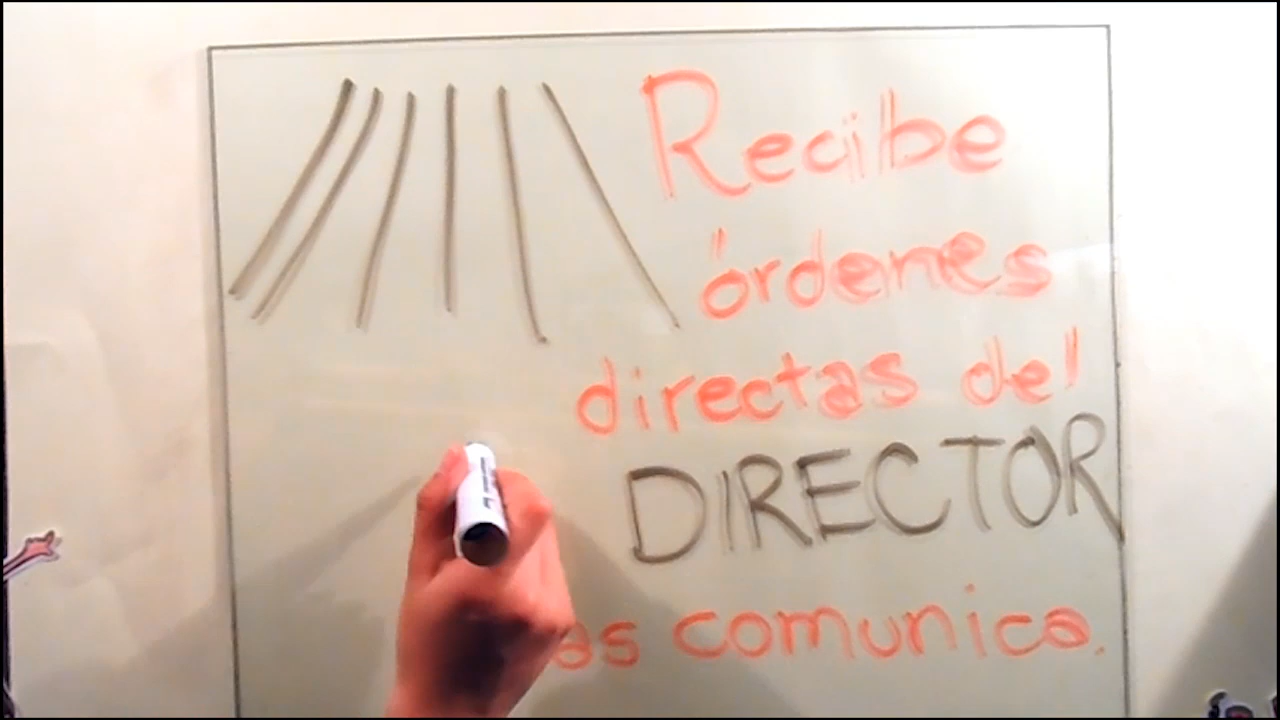 Recibe
órdenes
directas del
DIRECTOR
as comunica.